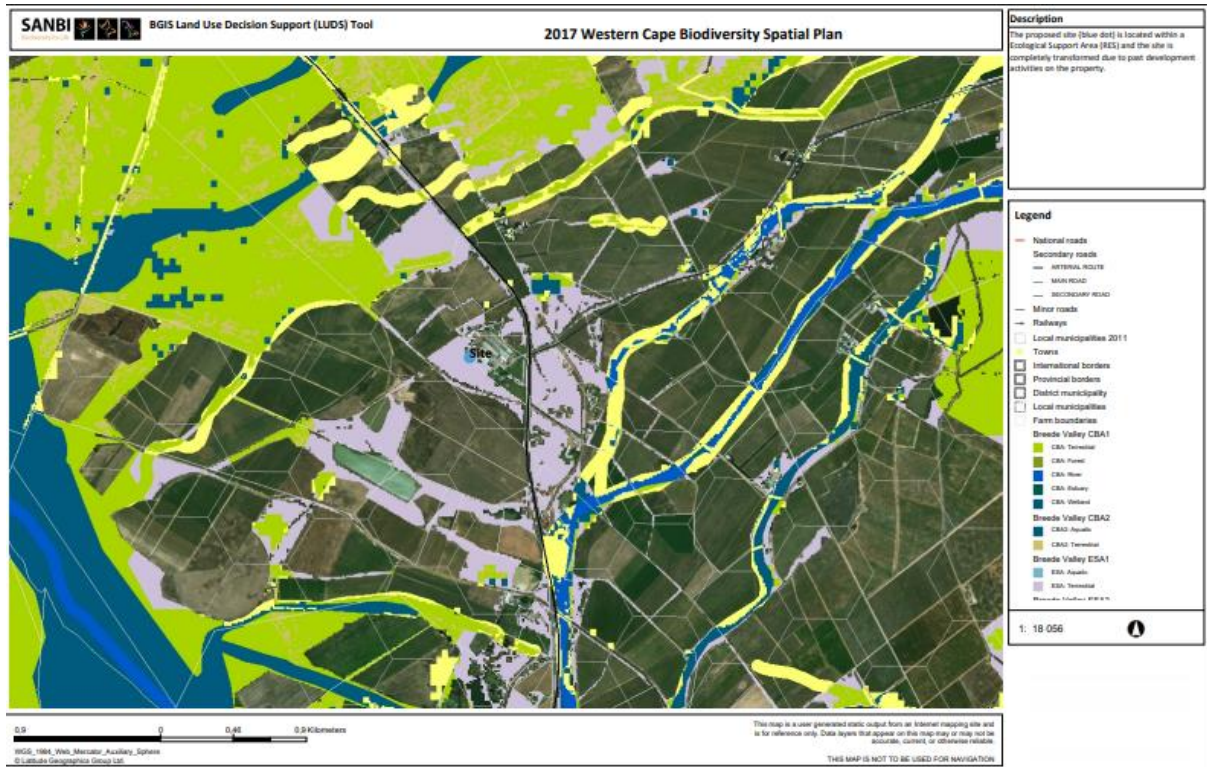 SANBI
BGIS Land Use Decision Support (LUDS) Tool
2017 Western Cape Biodiversity Spatial Plan
Description
The proposed site (blue dot) is located within a
Ecological Support Area (RES) and the site is
completely transformed due to past development
activities on the property.
Site
Legend
National roads
Secondary roads
ARTERIAL ROUTE
MAIN ROAD
SECONDARY ROAD
Minor roads
Railways
Local municipalities 2011
Towns
International borders
Provincial borders
District municipality
Local municipalities
Farm boundaries
Breede Valley CBA1
CBA: Terrestrial
CBA: Forest
CBA: River
CBA: Estuary
CBA: Wetland
Breede Valley CBA2
CBA2: Aquatic
CBA2: Terrestrial
Breede Valley ESA1
ESA: Aquatic
ESA: Terrestrial
Breede Valley ESA2
1: 18 056
0,9 0 0,46 0,9 Kilometers
WGS_1984_Web_Mercator_Auxiliary_Sphere
© Latitude Geographics Group Ltd.
This map is a user generated static output from an Internet mapping site and
is for reference only. Data layers that appear on this map may or may not be
accurate, current, or otherwise reliable.
THIS MAP IS NOT TO BE USED FOR NAVIGATION